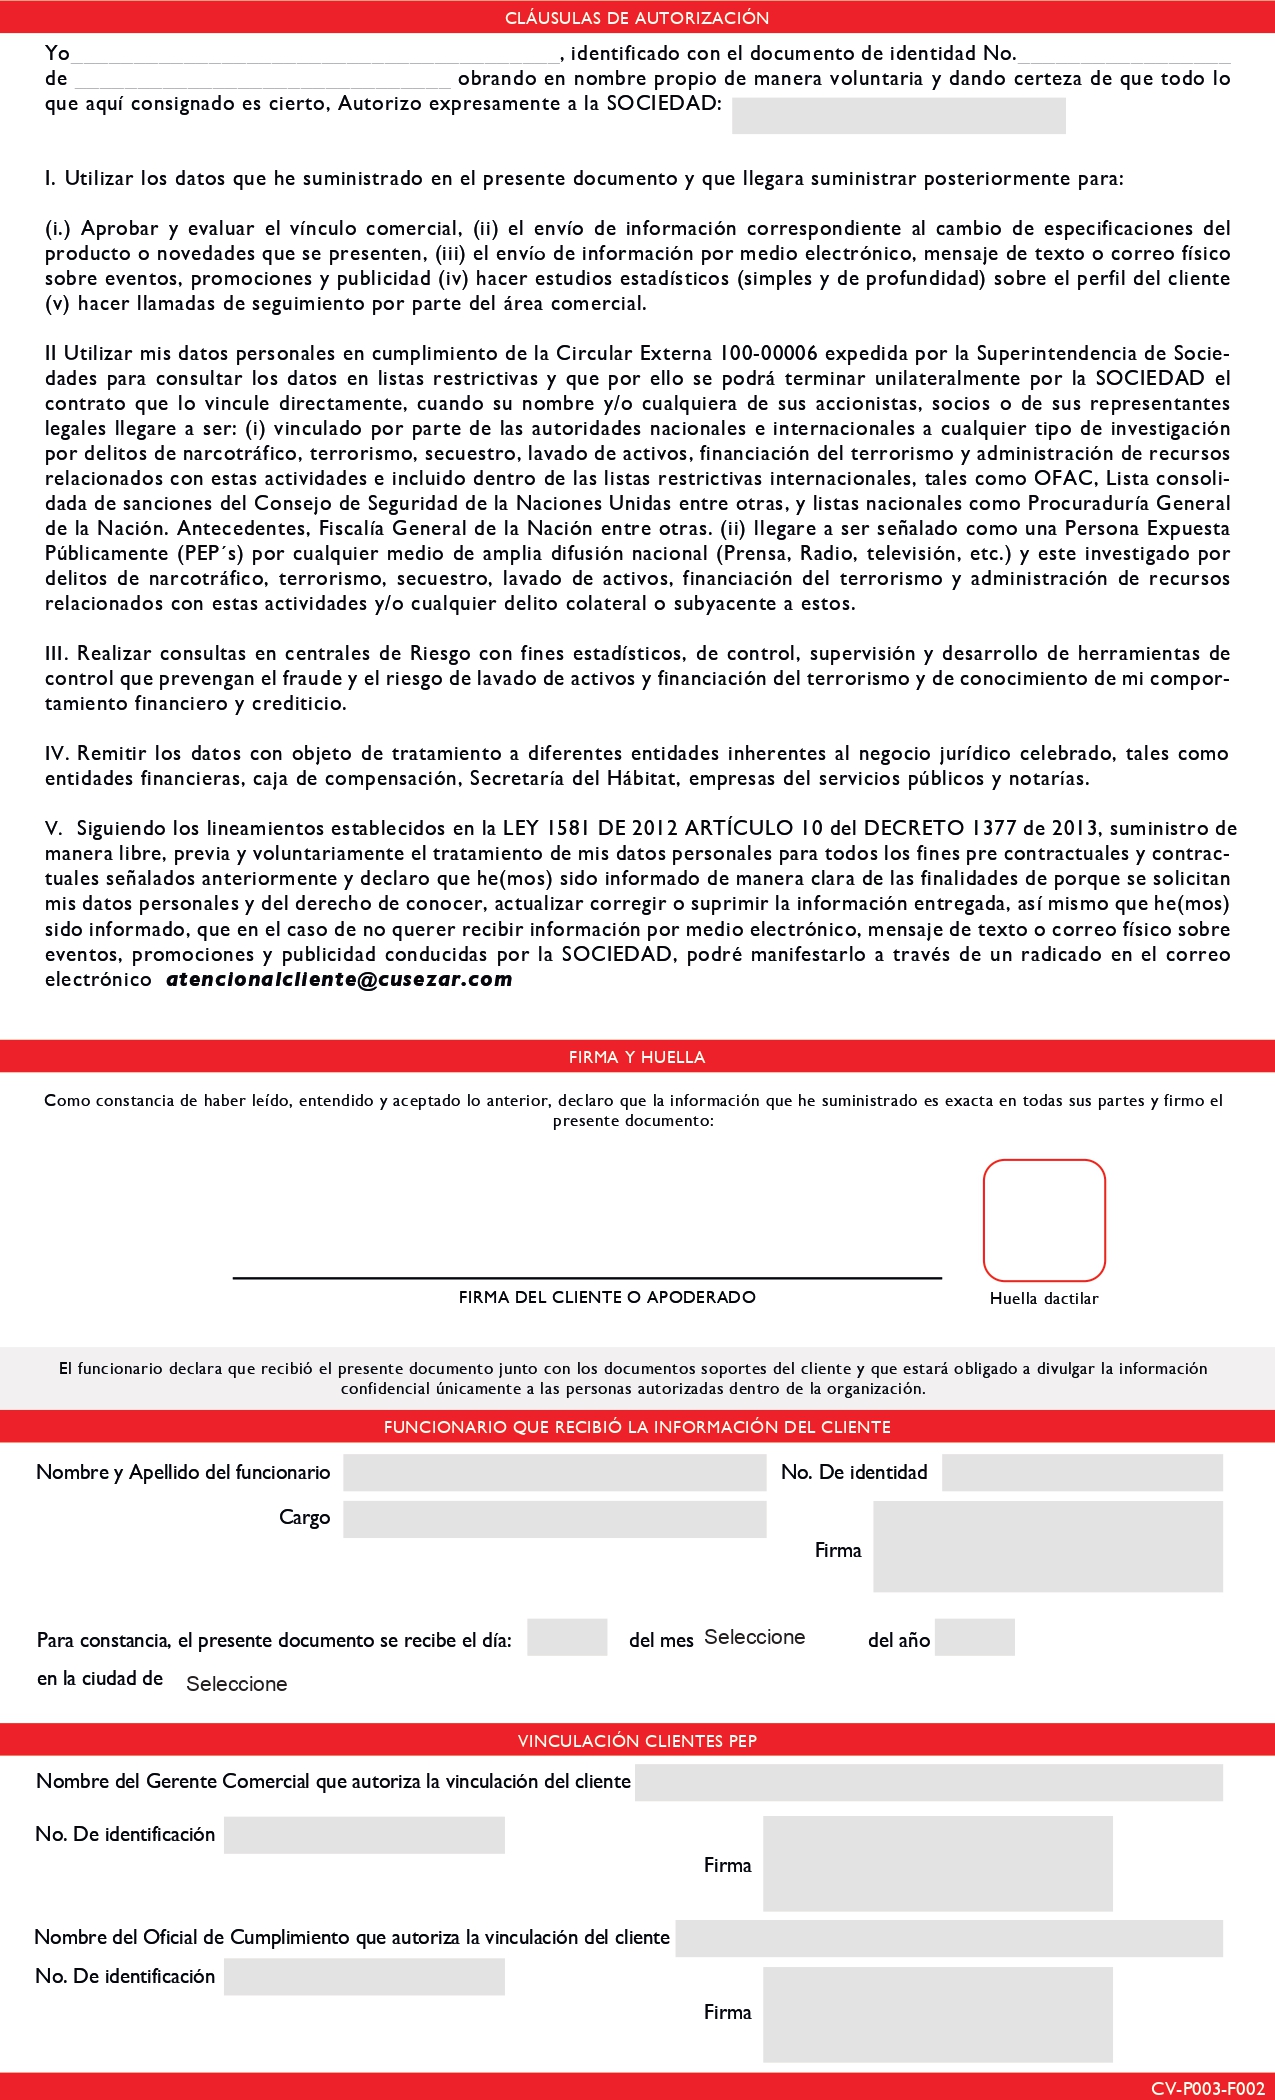 CLÁUSULAS DE AUTORIZACIÓN
Yo_______________________________________, identificado con el documento de identidad No._________________
de ______________________________ obrando en nombre propio de manera voluntaria y dando certeza de que todo lo
que aquí consignado es cierto, Autorizo expresamente a la SOCIEDAD:
I. Utilizar los datos que he suministrado en el presente documento y que llegara suministrar posteriormente para:
(i.) Aprobar y evaluar el vínculo comercial, (ii) el envío de información correspondiente al cambio de especificaciones del
producto o novedades que se presenten, (iii) el envío de información por medio electrónico, mensaje de texto o correo físico
sobre eventos, promociones y publicidad (iv) hacer estudios estadísticos (simples y de profundidad) sobre el perfil del cliente
(v) hacer llamadas de seguimiento por parte del área comercial.
II Utilizar mis datos personales en cumplimiento de la Circular Externa 100-00006 expedida por la Superintendencia de Socie-
dades para consultar los datos en listas restrictivas y que por ello se podrá terminar unilateralmente por la SOCIEDAD el
contrato que lo vincule directamente, cuando su nombre y/o cualquiera de sus accionistas, socios o de sus representantes
legales llegare a ser: (i) vinculado por parte de las autoridades nacionales e internacionales a cualquier tipo de investigación
por delitos de narcotráfico, terrorismo, secuestro, lavado de activos, financiación del terrorismo y administración de recursos
relacionados con estas actividades e incluido dentro de las listas restrictivas internacionales, tales como OFAC, Lista consoli-
dada de sanciones del Consejo de Seguridad de la Naciones Unidas entre otras, y listas nacionales como Procuraduría General
de la Nación. Antecedentes, Fiscalía General de la Nación entre otras. (ii) llegare a ser señalado como una Persona Expuesta
Públicamente (PEP´s) por cualquier medio de amplia difusión nacional (Prensa, Radio, televisión, etc.) y este investigado por
delitos de narcotráfico, terrorismo, secuestro, lavado de activos, financiación del terrorismo y administración de recursos
relacionados con estas actividades y/o cualquier delito colateral o subyacente a estos.
III. Realizar consultas en centrales de Riesgo con fines estadísticos, de control, supervisión y desarrollo de herramientas de
control que prevengan el fraude y el riesgo de lavado de activos y financiación del terrorismo y de conocimiento de mi compor-
tamiento financiero y crediticio.
IV. Remitir los datos con objeto de tratamiento a diferentes entidades inherentes al negocio jurídico celebrado, tales como
entidades financieras, caja de compensación, Secretaría del Hábitat, empresas del servicios públicos y notarías.
V. Siguiendo los lineamientos establecidos en la LEY 1581 DE 2012 ARTÍCULO 10 del DECRETO 1377 de 2013, suministro de
manera libre, previa y voluntariamente el tratamiento de mis datos personales para todos los fines pre contractuales y contrac-
tuales señalados anteriormente y declaro que he(mos) sido informado de manera clara de las finalidades de porque se solicitan
mis datos personales y del derecho de conocer, actualizar corregir o suprimir la información entregada, así mismo que he(mos)
sido informado, que en el caso de no querer recibir información por medio electrónico, mensaje de texto o correo físico sobre
eventos, promociones y publicidad conducidas por la SOCIEDAD, podré manifestarlo a través de un radicado en el correo
electrónico atencionalcliente@cusezar.com
FIRMA Y HUELLA
Como constancia de haber leído, entendido y aceptado lo anterior, declaro que la información que he suministrado es exacta en todas sus partes y firmo el
presente documento:
FIRMA DEL CLIENTE O APODERADO
Huella dactilar
El funcionario declara que recibió el presente documento junto con los documentos soportes del cliente y que estará obligado a divulgar la información
confidencial únicamente a las personas autorizadas dentro de la organización.
FUNCIONARIO QUE RECIBIÓ LA INFORMACIÓN DEL CLIENTE
Nombre y Apellido del funcionario No. De identidad
Cargo
Firma
Para constancia, el presente documento se recibe el día: del mes Seleccione del año
en la ciudad de Seleccione
VINCULACIÓN CLIENTES PEP
Nombre del Gerente Comercial que autoriza la vinculación del cliente
No. De identificación
Firma
Nombre del Oficial de Cumplimiento que autoriza la vinculación del cliente
No. De identificación
Firma
CV-P003-F002